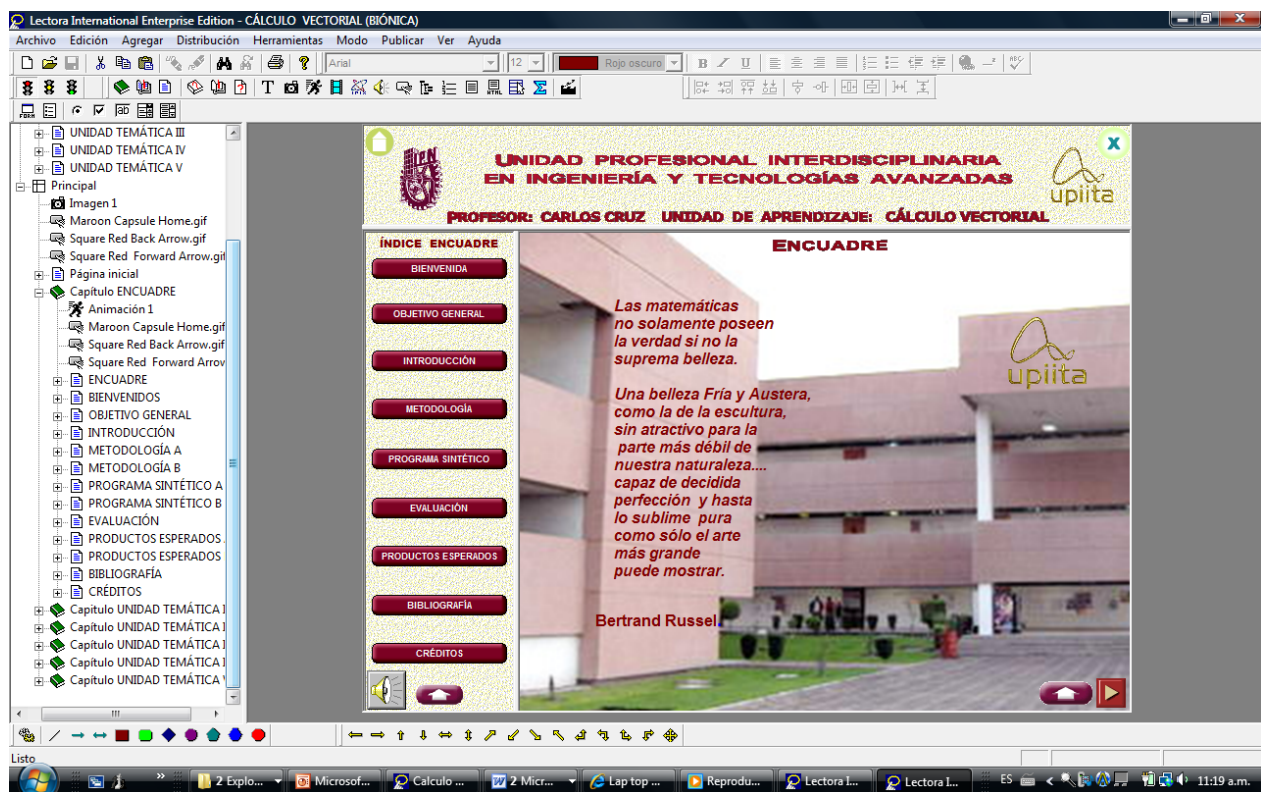 Lectora International Enterprise Edition - CÁLCULO VECTORIAL (BIÓNICA)
Archivo Edición Agregar Distribución Herramientas Modo Publicar Ver Ayuda
Arial 12 Rojo oscuro B Z U
UNIDAD TEMÁTICA III
UNIDAD TEMÁTICA IV
UNIDAD TEMÁTICA V
Principal
Imagen 1
Maroon Capsule Home.gif
Square Red Back Arrow.gif
Square Red Forward Arrow.gif
Página inicial
Capítulo ENCUADRE
Animación 1
Maroon Capsule Home.gif
Square Red Back Arrow.gif
Square Red Forward Arrov
ENCUADRE
BIENVENIDOS
OBJETIVO GENERAL
INTRODUCCIÓN
METODOLOGÍA A
METODOLOGÍA B
PROGRAMA SINTÉTICO A
PROGRAMA SINTÉTICO B
EVALUACIÓN
PRODUCTOS ESPERADOS
PRODUCTOS ESPERADOS
BIBLIOGRAFÍA
CRÉDITOS
Capitulo UNIDAD TEMÁTICA I
Capítulo UNIDAD TEMÁTICA I
Capítulo UNIDAD TEMÁTICA I
Capítulo UNIDAD TEMÁTICA I
Capítulo UNIDAD TEMÁTICA V
IPN
UNIDAD PROFESIONAL INTERDISCIPLINARIA
EN INGENIERÍA Y TECNOLOGÍAS AVANZADAS
PROFESOR: CARLOS CRUZ UNIDAD DE APRENDIZAJE: CÁLCULO VECTORIAL
X
upiita
ÍNDICE ENCUADRE
BIENVENIDA
OBJETIVO GENERAL
INTRODUCCIÓN
METODOLOGÍA
PROGRAMA SINTÉTICO
EVALUACIÓN
PRODUCTOS ESPERADOS
BIBLIOGRAFÍA
CRÉDITOS
ENCUADRE
Las matemáticas
no solamente poseen
la verdad si no la
suprema belleza.
Una belleza Fría y Austera,
como la de la escultura,
sin atractivo para la
parte más débil de
nuestra naturaleza....
capaz de decidida
perfección y hasta
lo sublime pura
como sólo el arte
más grande
puede mostrar.
Bertrand Russel.
upiita
Listo
2 Explo... Microsof... Calculo ... 2 Micr... Lap top ... Reprodu... Lectora I... Lectora I... ES 11:19 a.m.